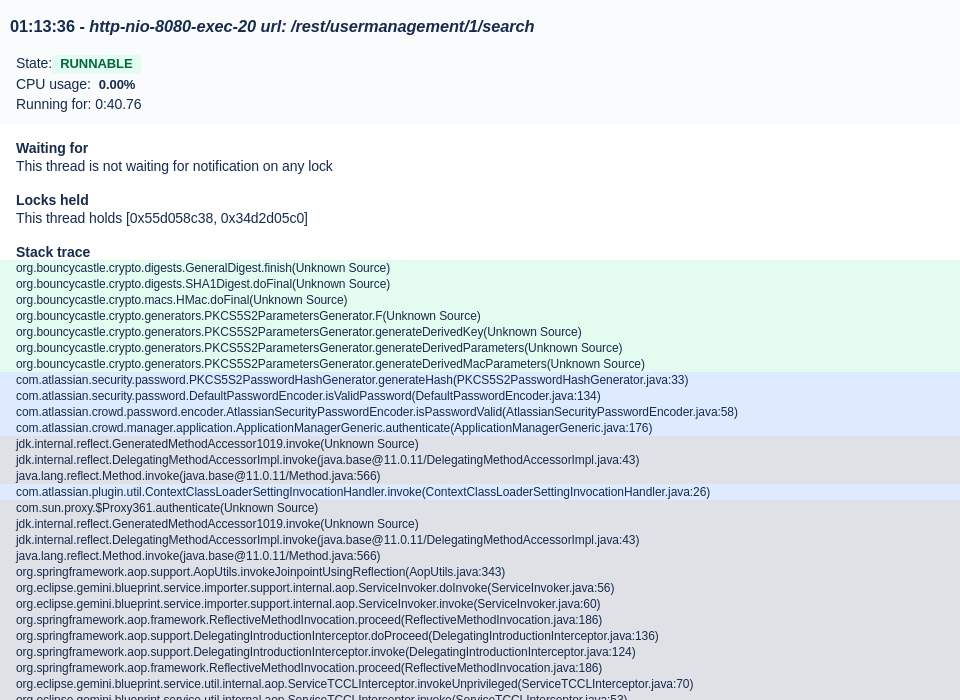 01:13:36 - http-nio-8080-exec-20 url: /rest/usermanagement/1/search
State: RUNNABLE
CPU usage: 0.00%
Running for: 0:40.76
Waiting for
This thread is not waiting for notification on any lock
Locks held
This thread holds [0x55d058c38, 0x34d2d05c0]
Stack trace
org.bouncycastle.crypto.digests.GeneralDigest.finish(Unknown Source)
org.bouncycastle.crypto.digests.SHA1Digest.doFinal(Unknown Source)
org.bouncycastle.crypto.macs.HMac.doFinal(Unknown Source)
org.bouncycastle.crypto.generators.PKCS5S2ParametersGenerator.F(Unknown Source)
org.bouncycastle.crypto.generators.PKCS5S2ParametersGenerator.generateDerivedKey(Unknown Source)
org.bouncycastle.crypto.generators.PKCS5S2ParametersGenerator.generateDerivedParameters(Unknown Source)
org.bouncycastle.crypto.generators.PKCS5S2ParametersGenerator.generateDerivedMacParameters(Unknown Source)
com.atlassian.security.password.PKCS5S2PasswordHashGenerator.generateHash(PKCS5S2PasswordHashGenerator.java:33)
com.atlassian.security.password.DefaultPasswordEncoder.isValidPassword(DefaultPasswordEncoder.java:134)
com.atlassian.crowd.password.encoder.AtlassianSecurityPasswordEncoder.isPasswordValid(AtlassianSecurityPasswordEncoder.java:58)
com.atlassian.crowd.manager.application.ApplicationManagerGeneric.authenticate(ApplicationManagerGeneric.java:176)
jdk.internal.reflect.GeneratedMethodAccessor1019.invoke(Unknown Source)
jdk.internal.reflect.DelegatingMethodAccessorImpl.invoke(java.base@11.0.11/DelegatingMethodAccessorImpl.java:43)
java.lang.reflect.Method.invoke(java.base@11.0.11/Method.java:566)
com.atlassian.plugin.util.ContextClassLoaderSettingInvocationHandler.invoke(ContextClassLoaderSettingInvocationHandler.java:26)
com.sun.proxy.$Proxy361.authenticate(Unknown Source)
jdk.internal.reflect.GeneratedMethodAccessor1019.invoke(Unknown Source)
jdk.internal.reflect.DelegatingMethodAccessorImpl.invoke(java.base@11.0.11/DelegatingMethodAccessorImpl.java:43)
java.lang.reflect.Method.invoke(java.base@11.0.11/Method.java:566)
org.springframework.aop.support.AopUtils.invokeJoinpointUsingReflection(AopUtils.java:343)
org.eclipse.gemini.blueprint.service.importer.support.internal.aop.ServiceInvoker.doInvoke(ServiceInvoker.java:56)
org.eclipse.gemini.blueprint.service.importer.support.internal.aop.ServiceInvoker.invoke(ServiceInvoker.java:60)
org.springframework.aop.framework.ReflectiveMethodInvocation.proceed(ReflectiveMethodInvocation.java:186)
org.springframework.aop.support.DelegatingIntroductionInterceptor.doProceed(DelegatingIntroductionInterceptor.java:136)
org.springframework.aop.support.DelegatingIntroductionInterceptor.invoke(DelegatingIntroductionInterceptor.java:124)
org.springframework.aop.framework.ReflectiveMethodInvocation.proceed(ReflectiveMethodInvocation.java:186)
org.eclipse.gemini.blueprint.service.util.internal.aop.ServiceTCCLInterceptor.invokeUnprivileged(ServiceTCCLInterceptor.java:70)
org.eclipse.gemini.blueprint.service.util.internal.aop.ServiceTCCLInterceptor.invoke(ServiceTCCLInterceptor.java:53)